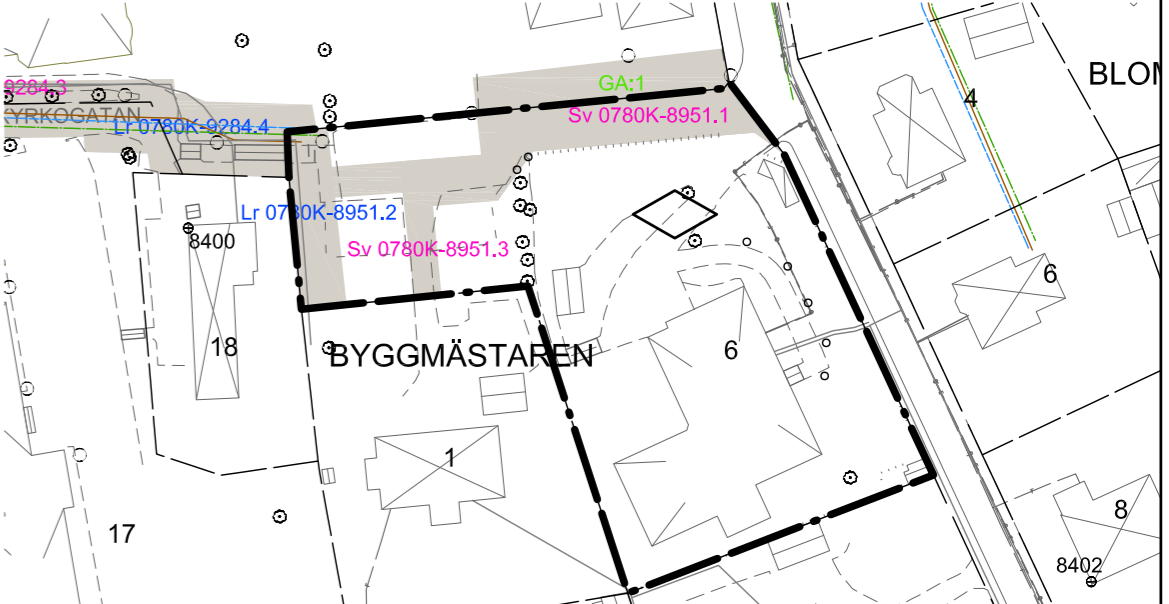 GA:1
BLOM
9284.3
4
KYRKOGATAN
Lr 0780K-9284.4
Sv 0780K-8951.1
Lr 0780K-8951.2
8400
Sv 0780K-8951.3
6
18
BYGGMÄSTAREN
6
1
8
17
8402